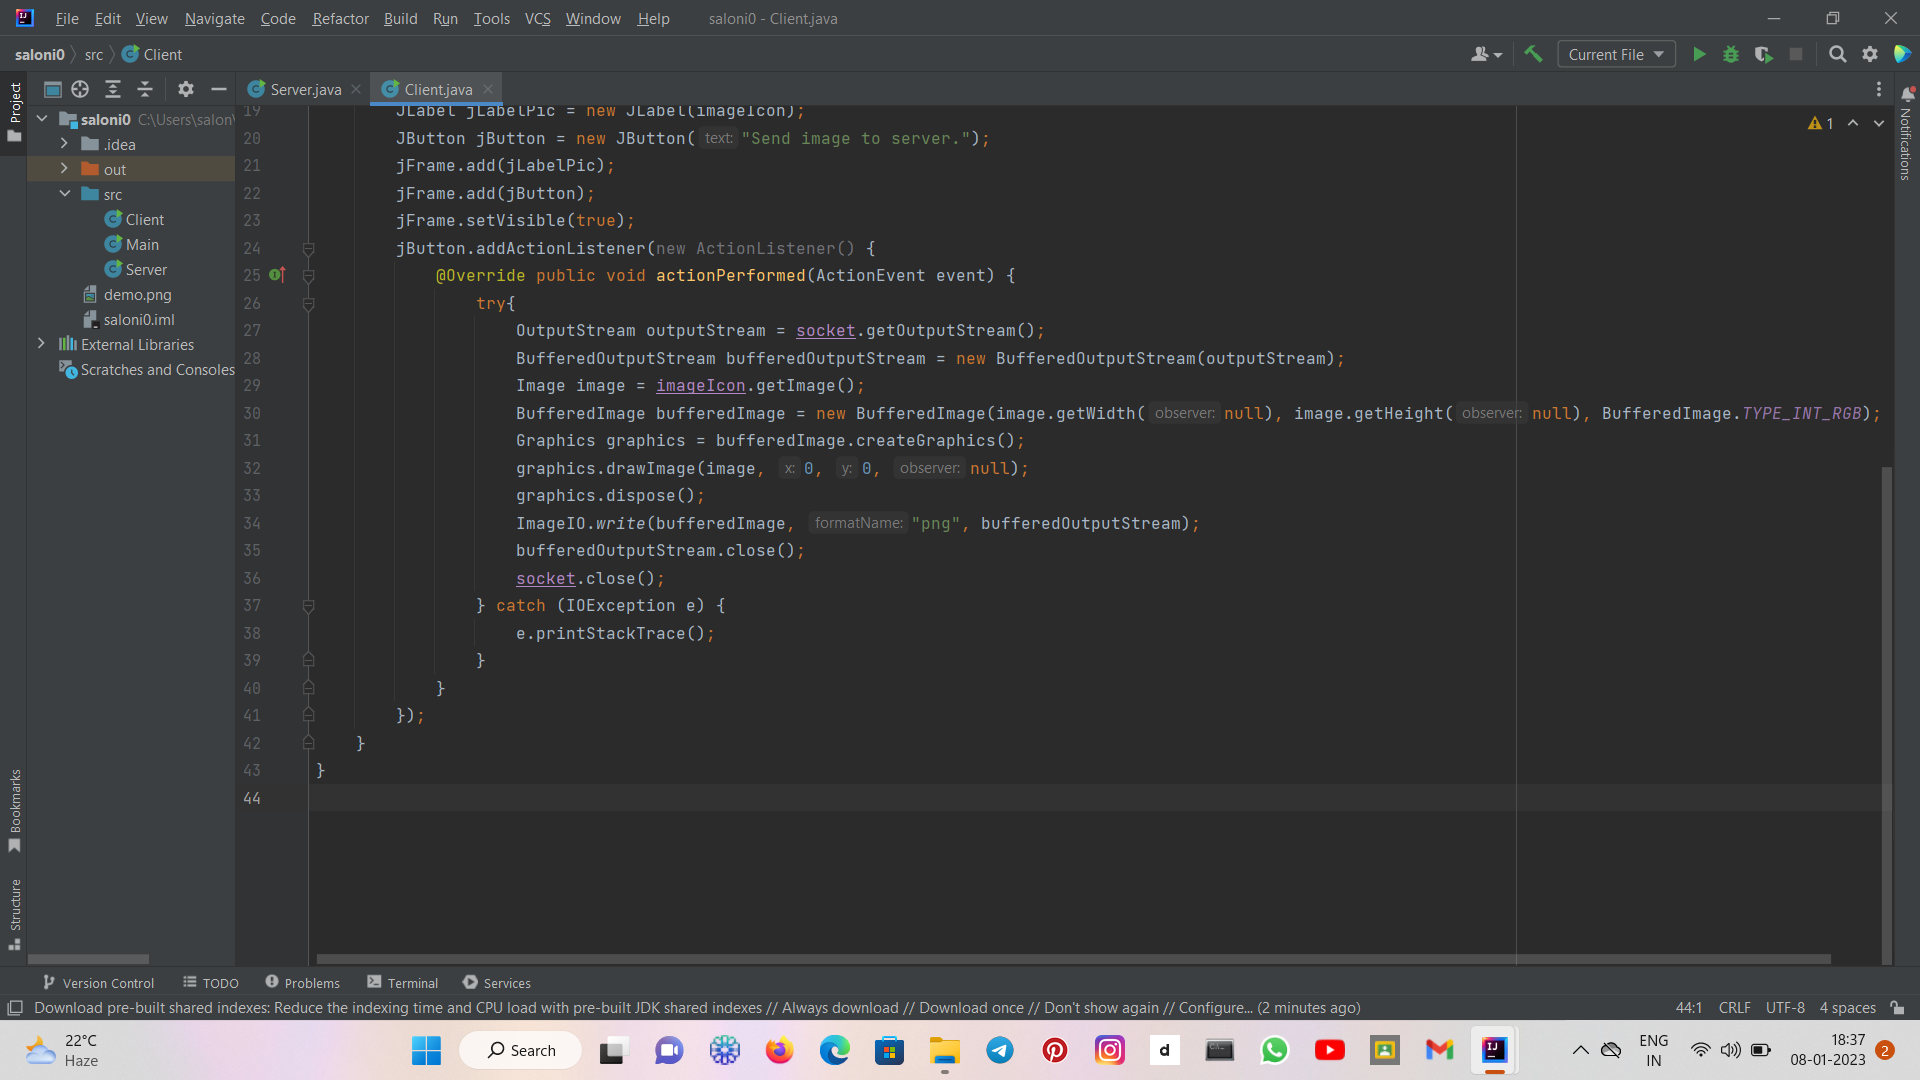 File Edit View Navigate Code Refactor Build Run Tools VCS Window Help saloni0 - Client.java
saloni0 src Client
Current File
Project
Server.java Client.java
saloni0 C:\Users\salon\
.idea
out
src
Client
Main
Server
demo.png
saloni0.iml
External Libraries
Scratches and Consoles
Bookmarks
Structure
Notifications
1
19 JLabel jLabelPic = new JLabel(imageIcon);
20 JButton jButton = new JButton( text: "Send image to server.");
21 jFrame.add(jLabelPic);
22 jFrame.add(jButton);
23 jFrame.setVisible(true);
24 jButton.addActionListener(new ActionListener() {
25 @Override public void actionPerformed(ActionEvent event) {
26 try{
27 OutputStream outputStream = socket.getOutputStream();
28 BufferedOutputStream bufferedOutputStream = new BufferedOutputStream(outputStream);
29 Image image = imageIcon.getImage();
30 BufferedImage bufferedImage = new BufferedImage(image.getWidth( observer: null), image.getHeight( observer: null), BufferedImage.TYPE_INT_RGB);
31 Graphics graphics = bufferedImage.createGraphics();
32 graphics.drawImage(image, x: 0, y: 0, observer: null);
33 graphics.dispose();
34 ImageIO.write(bufferedImage, formatName: "png", bufferedOutputStream);
35 bufferedOutputStream.close();
36 socket.close();
37 } catch (IOException e) {
38 e.printStackTrace();
39 }
40 }
41 });
42 }
43 }
44
Version Control TODO Problems Terminal Services
Download pre-built shared indexes: Reduce the indexing time and CPU load with pre-built JDK shared indexes // Always download // Download once // Don't show again // Configure... (2 minutes ago) 44:1 CRLF UTF-8 4 spaces
22°C
Haze
Search
d
IJ
ENG
IN
18:37
08-01-2023
2